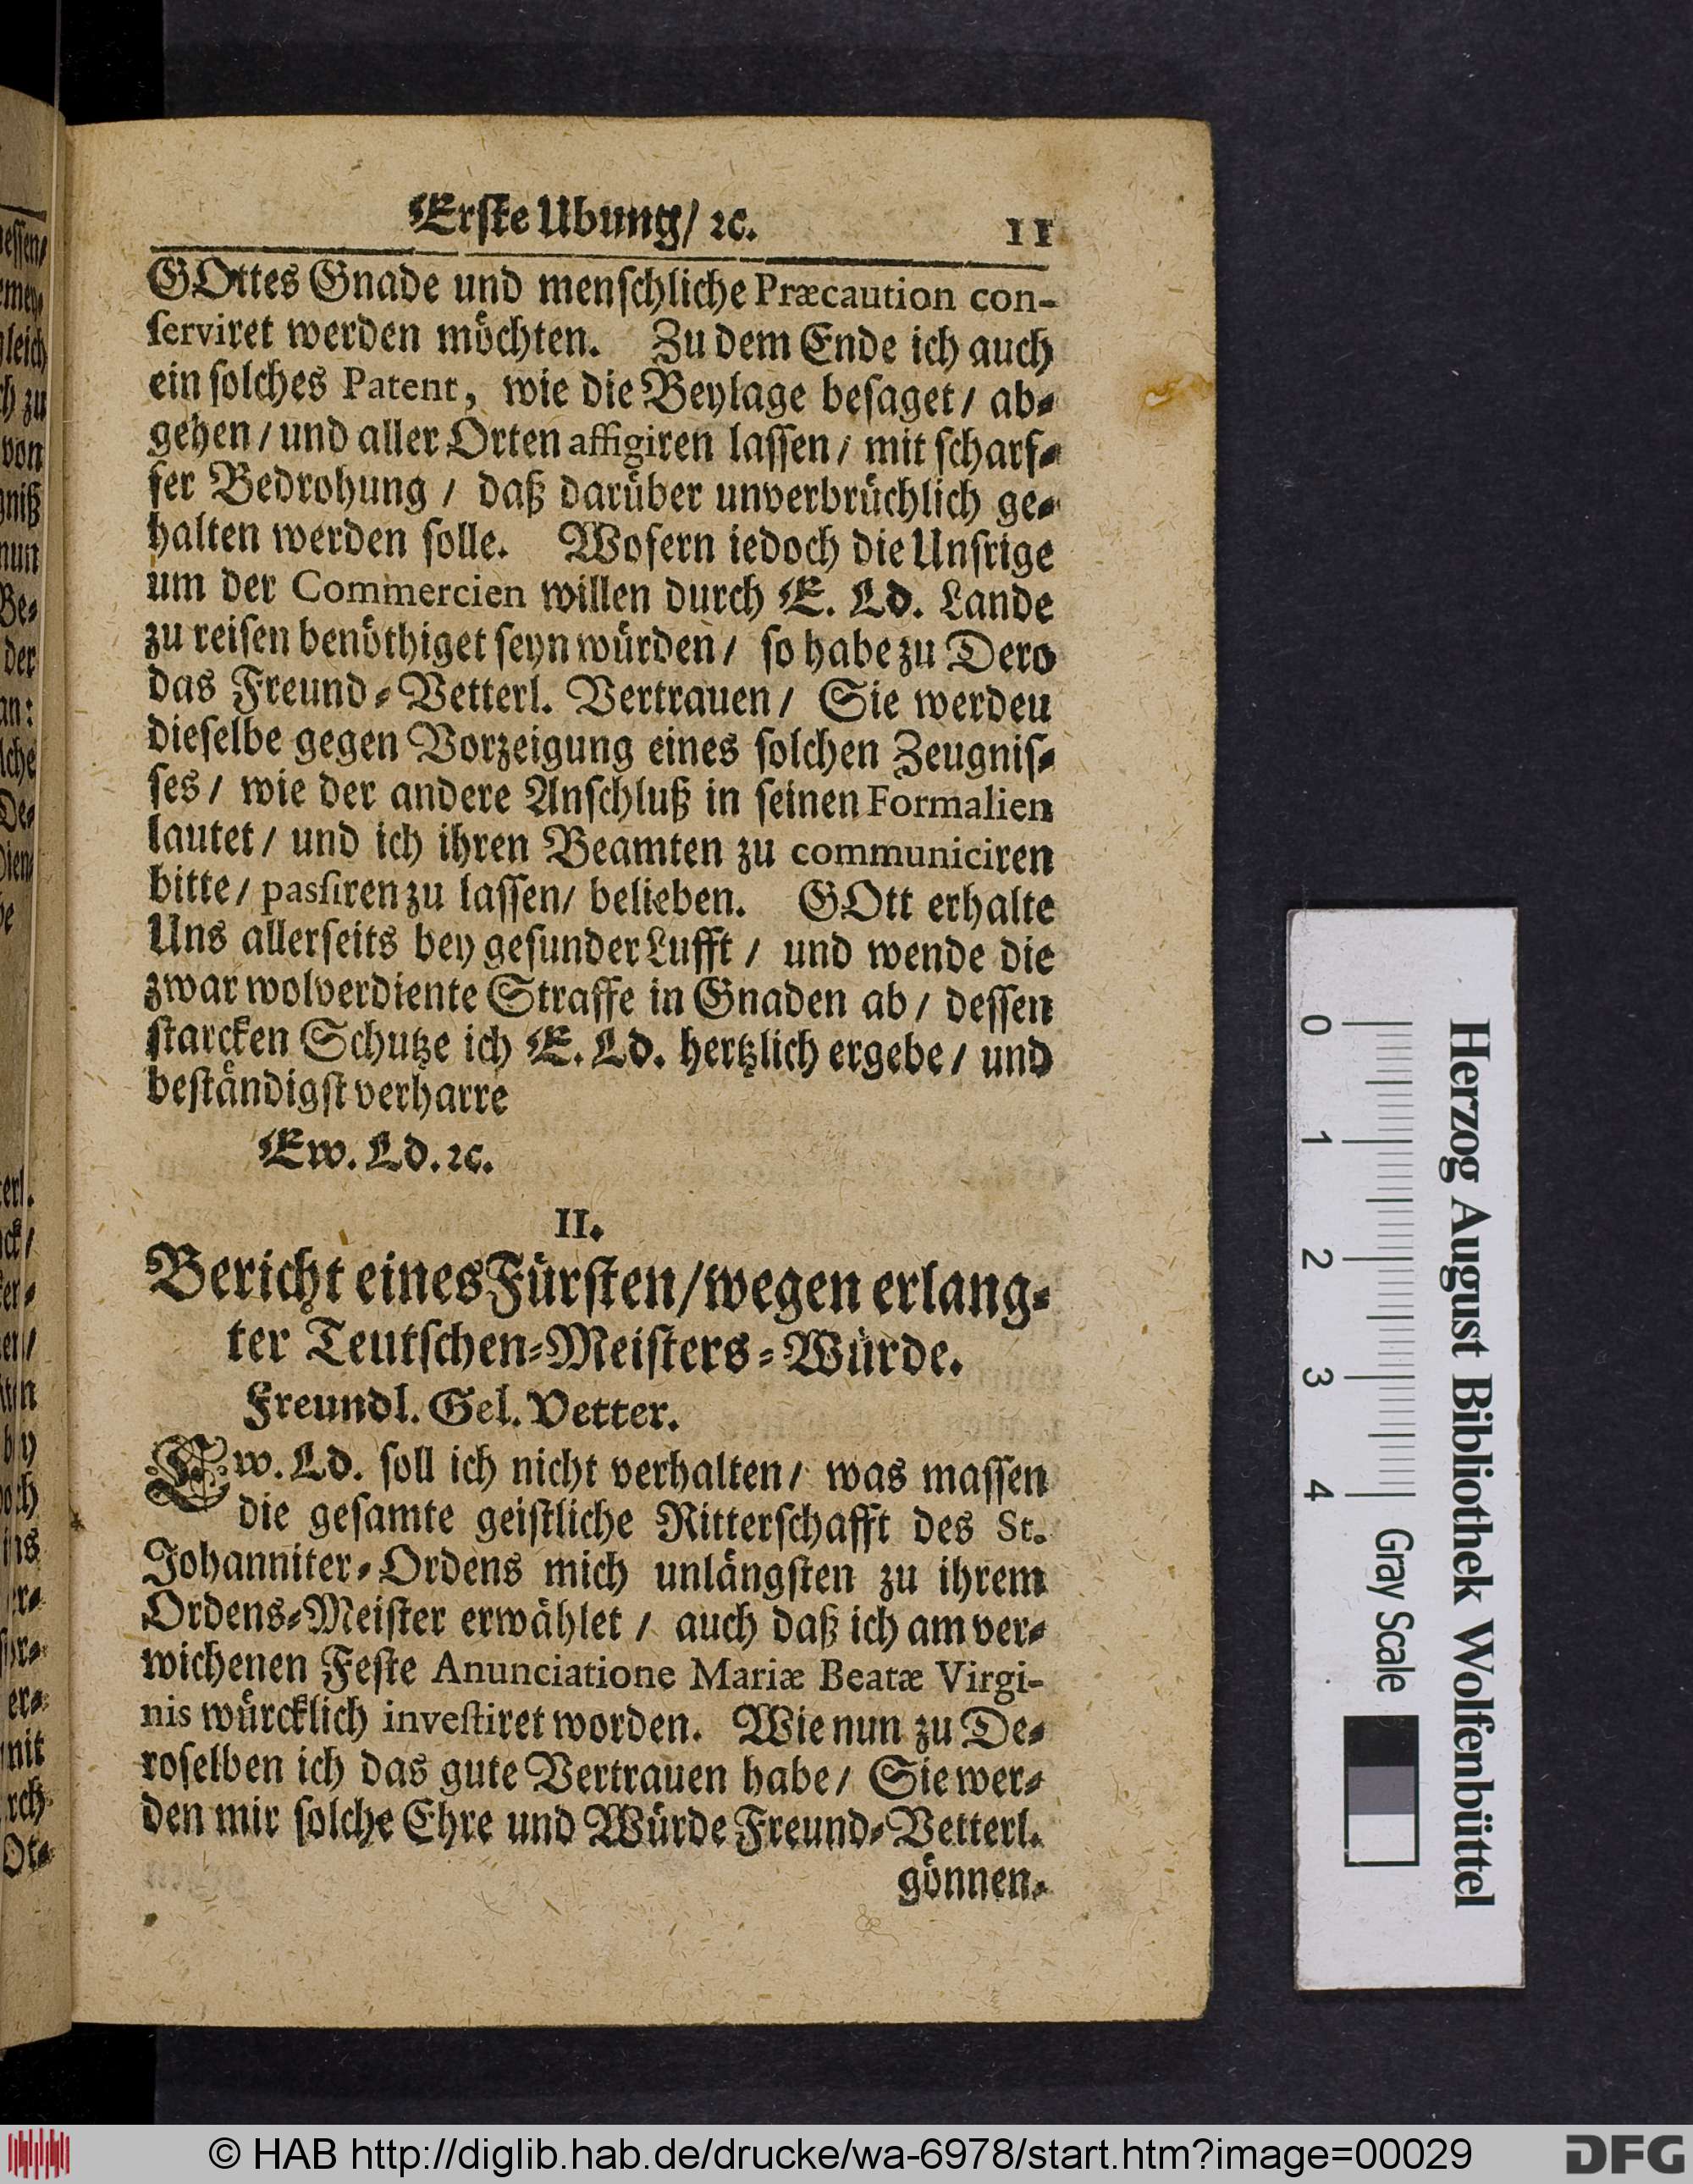 Erste Ubung/ ꝛc. 11
GOttes Gnade und menschliche Præcaution con-
serviret werden möchten. Zu dem Ende ich auch
ein solches Patent, wie die Beylage besaget/ ab-
gehen/ und aller Orten affigiren lassen/ mit scharf-
fer Bedrohung / daß darüber unverbrüchlich ge-
halten werden solle. Wofern iedoch die Unsrige
um der Commercien willen durch E. Ld. Lande
zu reisen benöthiget seyn würden/ so habe zu Dero
das Freund-Vetterl. Vertrauen/ Sie werdeu
dieselbe gegen Vorzeigung eines solchen Zeugnis-
ses/ wie der andere Anschluß in seinen Formalien
lautet/ und ich ihren Beamten zu communiciren
bitte/ passiren zu lassen/ belieben. GOtt erhalte
Uns allerseits bey gesunder Lufft / und wende die
zwar wolverdiente Straffe in Gnaden ab/ dessen
starcken Schutze ich E. Ld. hertzlich ergebe/ und
beständigst verharre
Ew. Ld. ꝛc.
II.
Bericht eines Fürsten/ wegen erlang-
ter Teutschen-Meisters-Würde.
Freundl. Gel. Vetter.
Ew. Ld. soll ich nicht verhalten/ was massen
die gesamte geistliche Ritterschafft des St.
Johanniter-Ordens mich unlängsten zu ihrem
Ordens-Meister erwählet / auch daß ich am ver-
wichenen Feste Anunciatione Mariæ Beatæ Virgi-
nis würcklich investiret worden. Wie nun zu De-
roselben ich das gute Vertrauen habe/ Sie wer-
den mir solche Ehre und Würde Freund-Vetterl.
gönnen-
Herzog August Bibliothek Wolfenbüttel
0 1 2 3 4 Gray Scale
© HAB http://diglib.hab.de/drucke/wa-6978/start.htm?image=00029
DFG